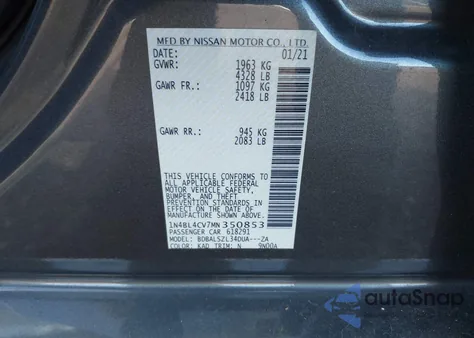 MFD BY NISSAN MOTOR CO., LTD.
DATE: 01/21
GVWR: 1963 KG
4328 LB
GAWR FR.: 1097 KG
2418 LB
GAWR RR.: 945 KG
2083 LB
THIS VEHICLE CONFORMS TO
ALL APPLICABLE FEDERAL
MOTOR VEHICLE SAFETY,
BUMPER, AND THEFT
PREVENTION STANDARDS IN
EFFECT ON THE DATE OF
MANUFACTURE SHOWN ABOVE.
1N4BL4CV7MN350853
PASSENGER CAR 618291
MODEL: BDBALSZL34DUA---ZA
COLOR: KAD TRIM: N 9N00A
autoSnap